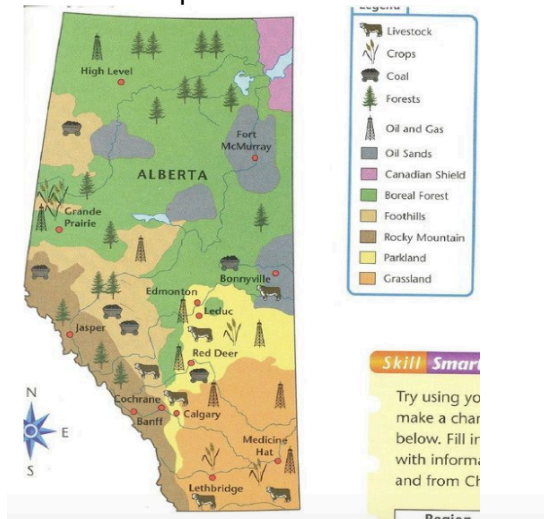 High Level
Fort
McMurray
ALBERTA
Grande
Prairie
Bonnyville
Edmonton
Leduc
Jasper
Red Deer
Cochrane
Banff
Calgary
Medicine
Hat
Lethbridge
N
E
S
Legend
Livestock
Crops
Coal
Forests
Oil and Gas
Oil Sands
Canadian Shield
Boreal Forest
Foothills
Rocky Mountain
Parkland
Grassland
Skill Smar
Try using yo
make a char
below. Fill in
with informa
and from Ch
Region